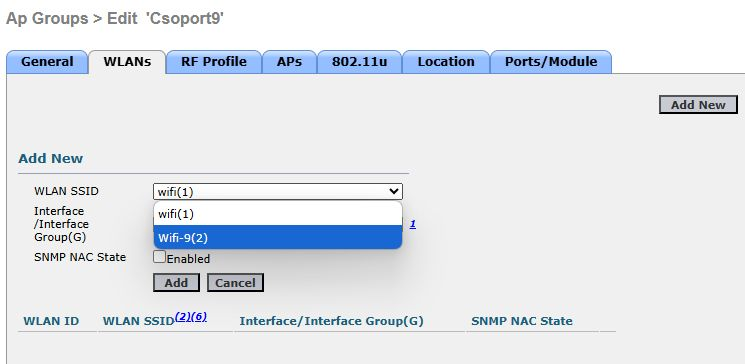 Ap Groups > Edit 'Csoport9'
General WLANs RF Profile APs 802.11u Location Ports/Module
Add New
Add New
WLAN SSID wifi(1)
Interface /Interface Group(G) wifi(1) 1
Wifi-9(2)
SNMP NAC State Enabled
Add Cancel
WLAN ID WLAN SSID(2)(6) Interface/Interface Group(G) SNMP NAC State